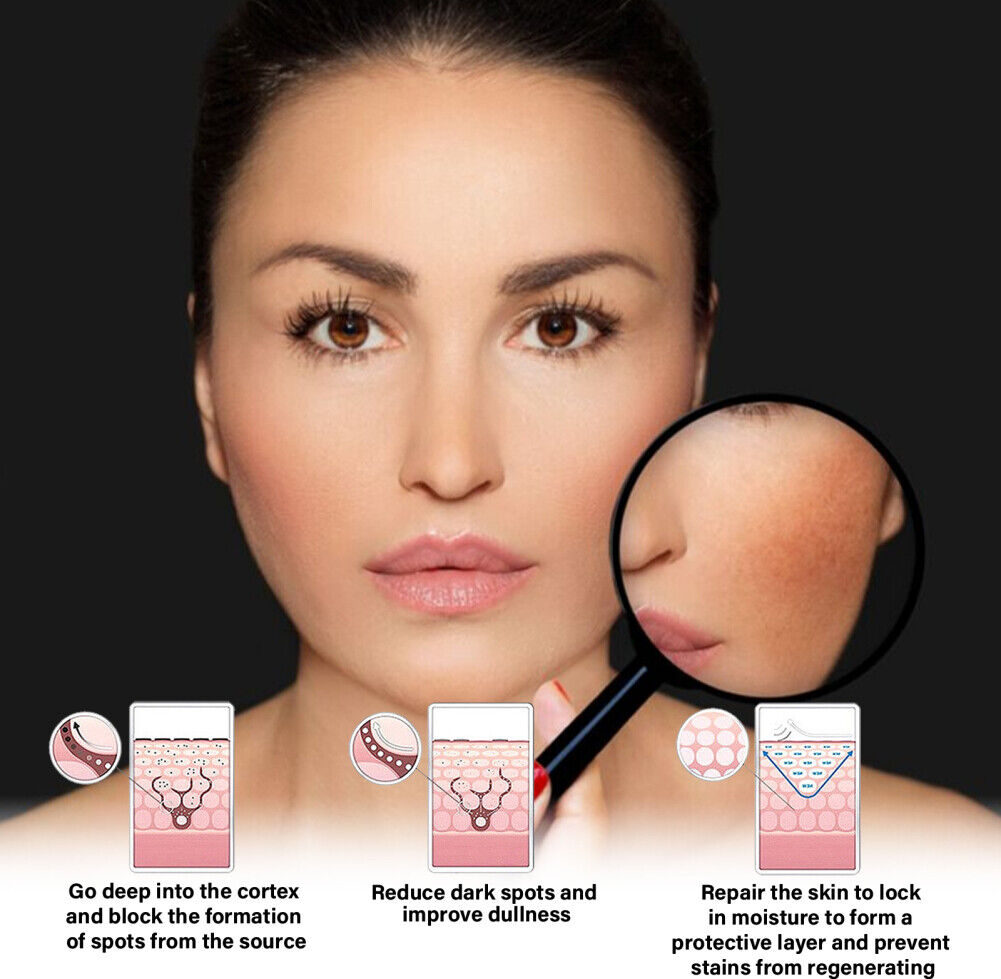 Go deep into the cortex
and block the formation
of spots from the source
Reduce dark spots and
improve dullness
Repair the skin to lock
in moisture to form a
protective layer and prevent
stains from regenerating